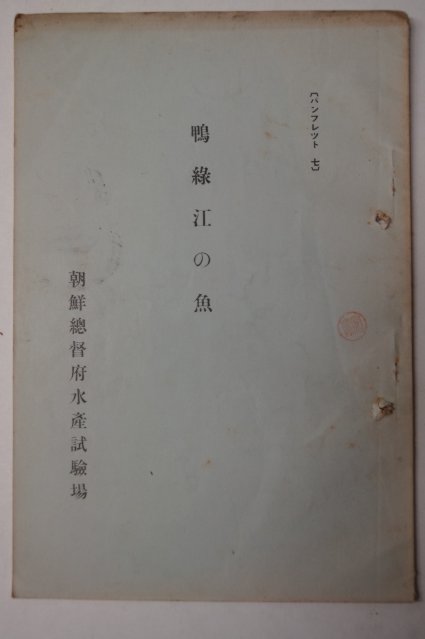 〔パンフレット 七〕
鴨綠江の魚
朝鮮總督府水産試驗場